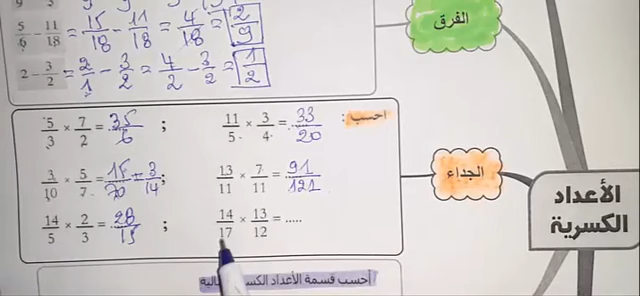 5/6 − 11/18 = 15/18 − 11/18 = 4/18 = 2/9
2 − 3/2 = 2/1 − 3/2 = 4/2 − 3/2 = 1/2
الفرق
احسب :
5/3 × 7/2 = 35/6 ; 11/5 × 3/4 = 33/20
3/10 × 5/7 = 15/70 = 3/14 ; 13/11 × 7/11 = 91/121
14/5 × 2/3 = 28/15 ; 14/17 × 13/12 = .....
الجداء
الأعداد
الكسرية
أحسب قسمة الأعداد